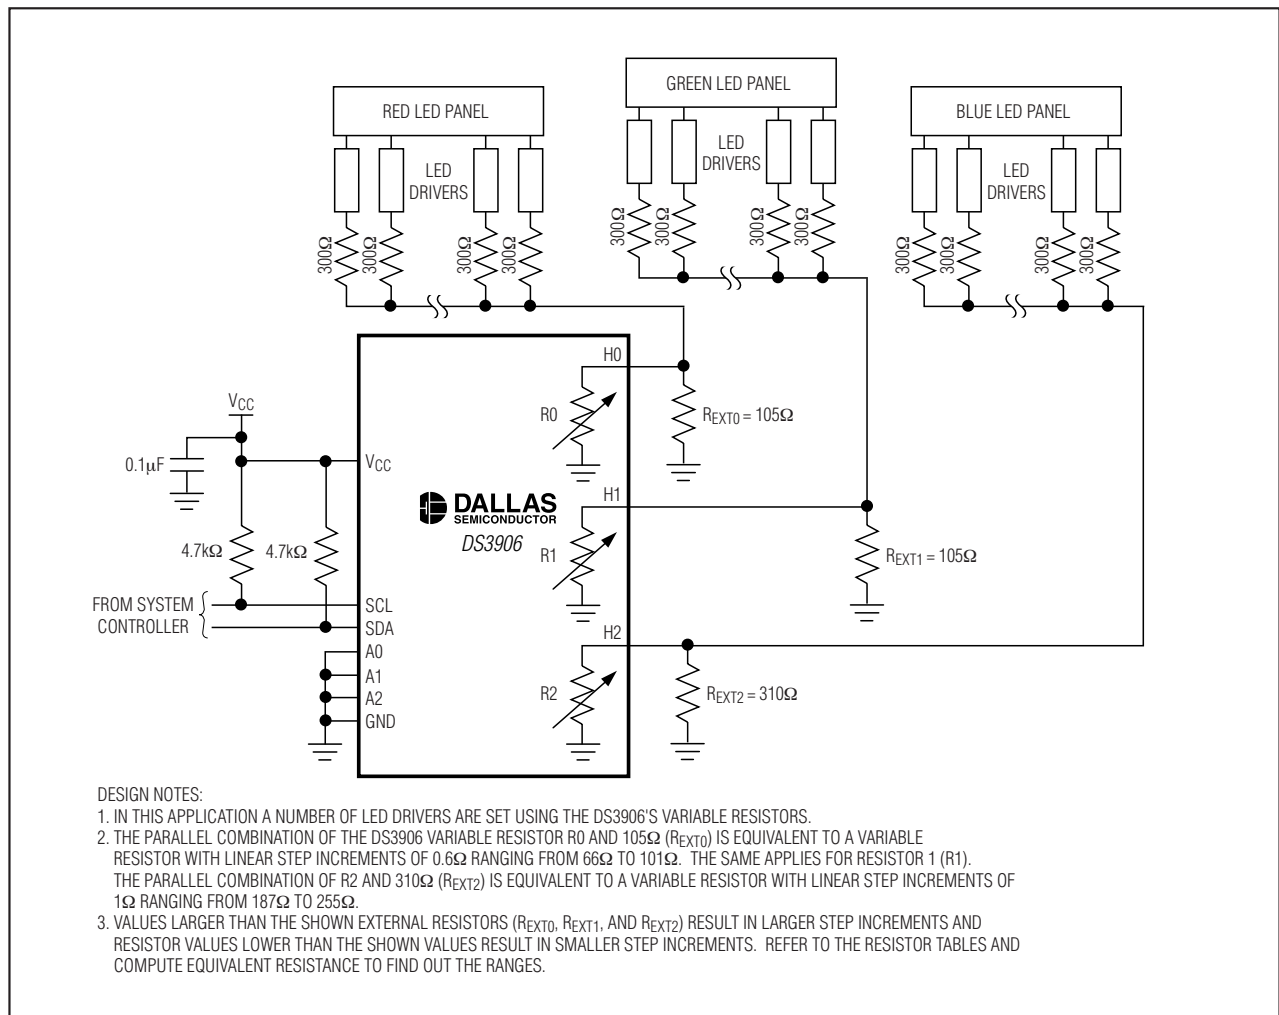 RED LED PANEL
GREEN LED PANEL
BLUE LED PANEL
LED
DRIVERS
LED
DRIVERS
LED
DRIVERS
300Ω
300Ω
300Ω
300Ω
300Ω
300Ω
300Ω
300Ω
300Ω
300Ω
300Ω
300Ω
H0
R0
REXT0 = 105Ω
VCC
0.1µF
VCC
DALLAS
SEMICONDUCTOR
DS3906
H1
R1
REXT1 = 105Ω
4.7kΩ
4.7kΩ
FROM SYSTEM
CONTROLLER
SCL
SDA
A0
A1
A2
GND
H2
R2
REXT2 = 310Ω
DESIGN NOTES:
1. IN THIS APPLICATION A NUMBER OF LED DRIVERS ARE SET USING THE DS3906'S VARIABLE RESISTORS.
2. THE PARALLEL COMBINATION OF THE DS3906 VARIABLE RESISTOR R0 AND 105Ω (REXT0) IS EQUIVALENT TO A VARIABLE
RESISTOR WITH LINEAR STEP INCREMENTS OF 0.6Ω RANGING FROM 66Ω TO 101Ω. THE SAME APPLIES FOR RESISTOR 1 (R1).
THE PARALLEL COMBINATION OF R2 AND 310Ω (REXT2) IS EQUIVALENT TO A VARIABLE RESISTOR WITH LINEAR STEP INCREMENTS OF
1Ω RANGING FROM 187Ω TO 255Ω.
3. VALUES LARGER THAN THE SHOWN EXTERNAL RESISTORS (REXT0, REXT1, AND REXT2) RESULT IN LARGER STEP INCREMENTS AND
RESISTOR VALUES LOWER THAN THE SHOWN VALUES RESULT IN SMALLER STEP INCREMENTS. REFER TO THE RESISTOR TABLES AND
COMPUTE EQUIVALENT RESISTANCE TO FIND OUT THE RANGES.